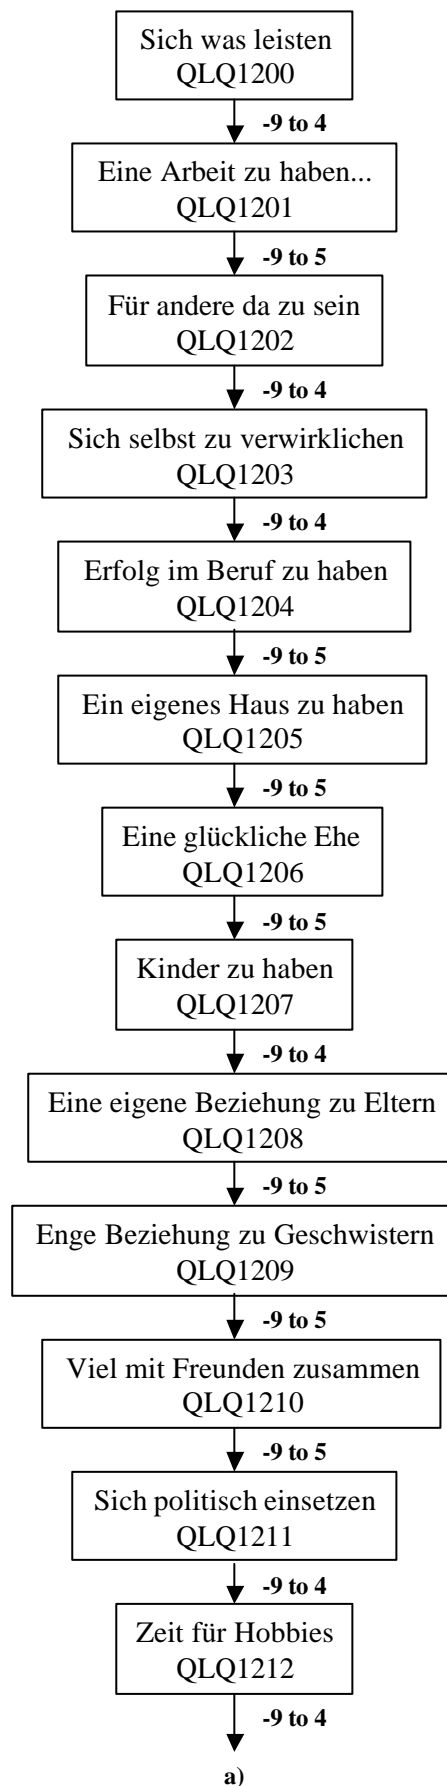 Sich was leisten
QLQ1200
-9 to 4
Eine Arbeit zu haben...
QLQ1201
-9 to 5
Für andere da zu sein
QLQ1202
-9 to 4
Sich selbst zu verwirklichen
QLQ1203
-9 to 4
Erfolg im Beruf zu haben
QLQ1204
-9 to 5
Ein eigenes Haus zu haben
QLQ1205
-9 to 5
Eine glückliche Ehe
QLQ1206
-9 to 5
Kinder zu haben
QLQ1207
-9 to 4
Eine eigene Beziehung zu Eltern
QLQ1208
-9 to 5
Enge Beziehung zu Geschwistern
QLQ1209
-9 to 5
Viel mit Freunden zusammen
QLQ1210
-9 to 5
Sich politisch einsetzen
QLQ1211
-9 to 4
Zeit für Hobbies
QLQ1212
-9 to 4
a)